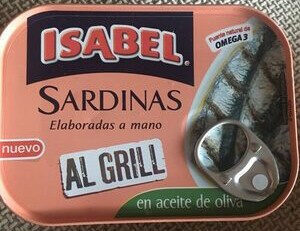 ISABEL®
Fuente natural de
OMEGA 3
SARDINAS
Elaboradas a mano
nuevo
AL GRILL
en aceite de oliva